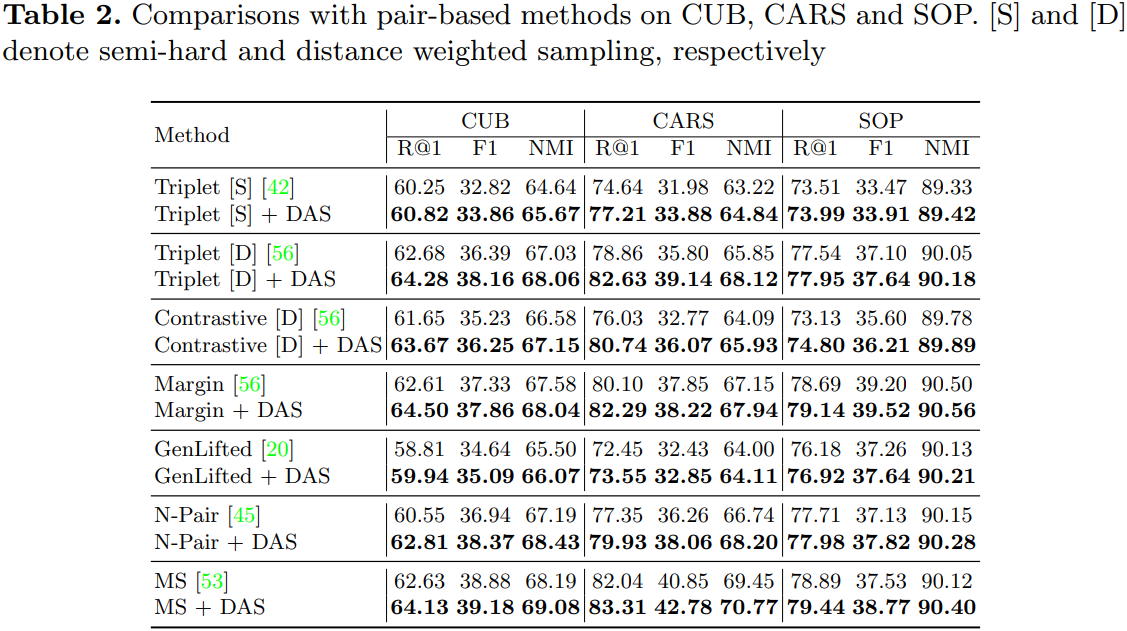 Table 2. Comparisons with pair-based methods on CUB, CARS and SOP. [S] and [D]
denote semi-hard and distance weighted sampling, respectively
Method CUB CARS SOP
R@1 F1 NMI R@1 F1 NMI R@1 F1 NMI
Triplet [S] [42] 60.25 32.82 64.64 74.64 31.98 63.22 73.51 33.47 89.33
Triplet [S] + DAS 60.82 33.86 65.67 77.21 33.88 64.84 73.99 33.91 89.42
Triplet [D] [56] 62.68 36.39 67.03 78.86 35.80 65.85 77.54 37.10 90.05
Triplet [D] + DAS 64.28 38.16 68.06 82.63 39.14 68.12 77.95 37.64 90.18
Contrastive [D] [56] 61.65 35.23 66.58 76.03 32.77 64.09 73.13 35.60 89.78
Contrastive [D] + DAS 63.67 36.25 67.15 80.74 36.07 65.93 74.80 36.21 89.89
Margin [56] 62.61 37.33 67.58 80.10 37.85 67.15 78.69 39.20 90.50
Margin + DAS 64.50 37.86 68.04 82.29 38.22 67.94 79.14 39.52 90.56
GenLifted [20] 58.81 34.64 65.50 72.45 32.43 64.00 76.18 37.26 90.13
GenLifted + DAS 59.94 35.09 66.07 73.55 32.85 64.11 76.92 37.64 90.21
N-Pair [45] 60.55 36.94 67.19 77.35 36.26 66.74 77.71 37.13 90.15
N-Pair + DAS 62.81 38.37 68.43 79.93 38.06 68.20 77.98 37.82 90.28
MS [53] 62.63 38.88 68.19 82.04 40.85 69.45 78.89 37.53 90.12
MS + DAS 64.13 39.18 69.08 83.31 42.78 70.77 79.44 38.77 90.40